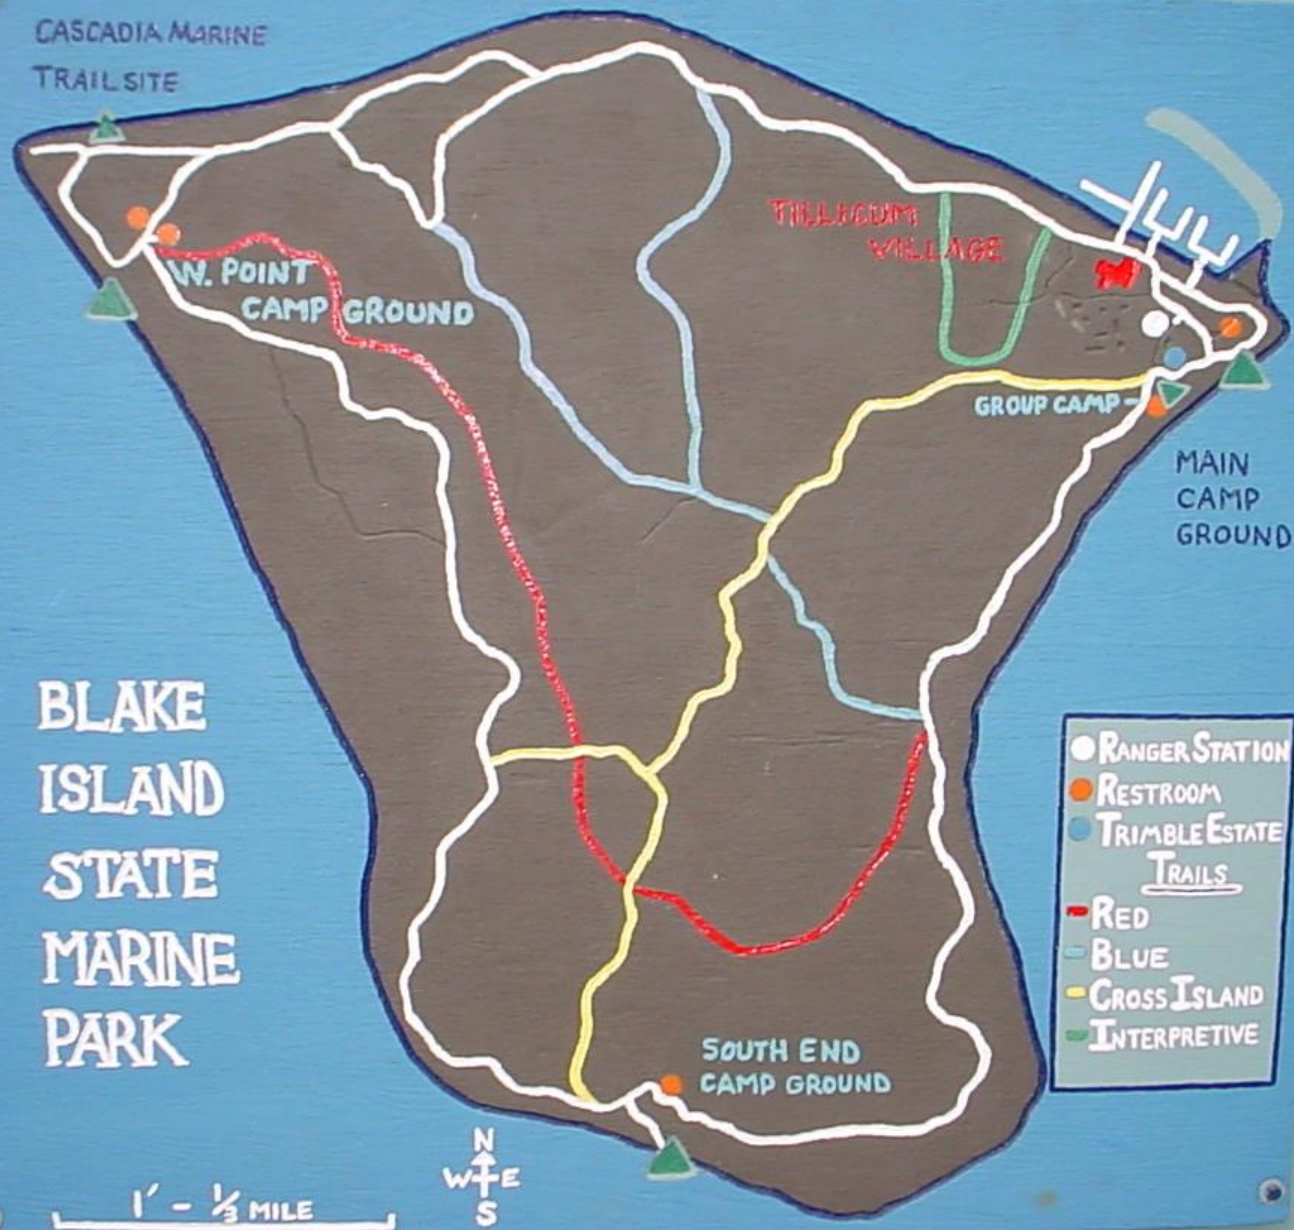 CASCADIA MARINE
TRAIL SITE
TILLICUM
VILLAGE
W. POINT
CAMP GROUND
GROUP CAMP
MAIN
CAMP
GROUND
BLAKE
ISLAND
STATE
MARINE
PARK
RANGER STATION
RESTROOM
TRIMBLE ESTATE
TRAILS
RED
BLUE
CROSS ISLAND
INTERPRETIVE
SOUTH END
CAMP GROUND
N
W E
S
1' - 1/3 MILE